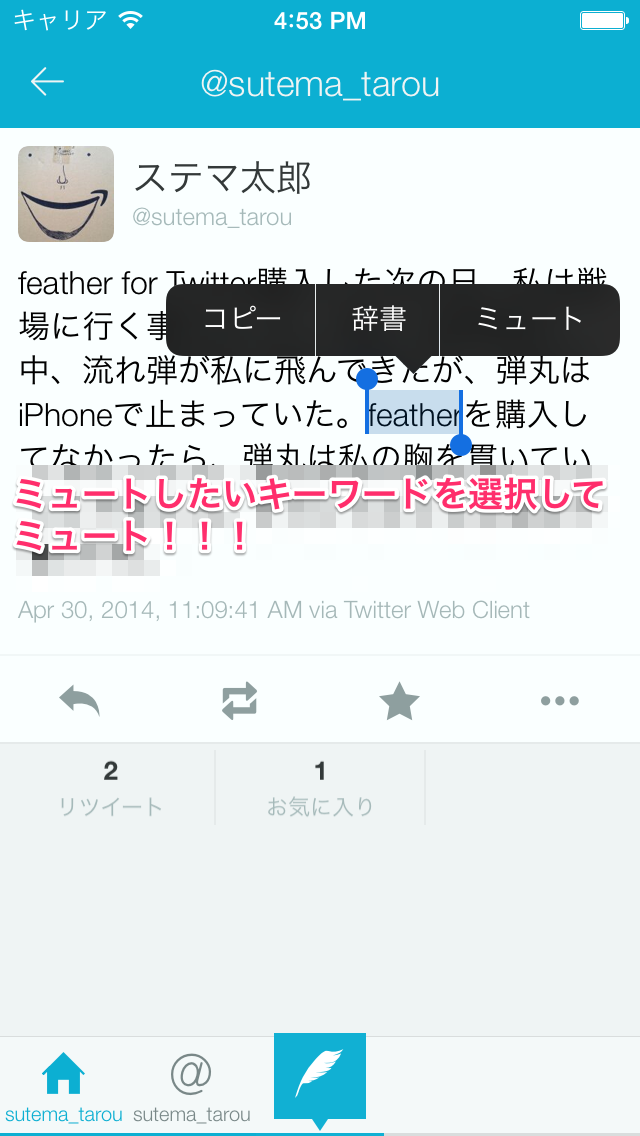 キャリア 4:53 PM
@sutema_tarou
ステマ太郎
@sutema_tarou
feather for Twitter購入した次の日、私は戦
コピー 辞書 ミュート
場に行く事
中、流れ弾が私に飛んできたが、弾丸は
iPhoneで止まっていた。featherを購入し
てなかったら、弾丸は私の胸を貫いてい
ミュートしたいキーワードを選択して
ミュート！！！
Apr 30, 2014, 11:09:41 AM via Twitter Web Client
2 1
リツイート お気に入り
@
sutema_tarou sutema_tarou